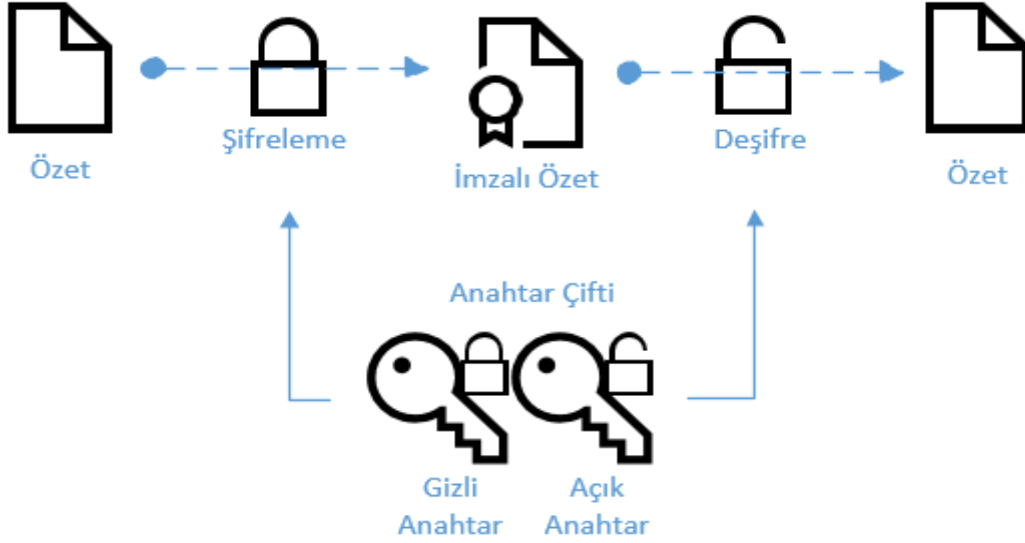 Şifreleme
Deşifre
Özet
İmzalı Özet
Özet
Anahtar Çifti
Gizli
Anahtar
Açık
Anahtar